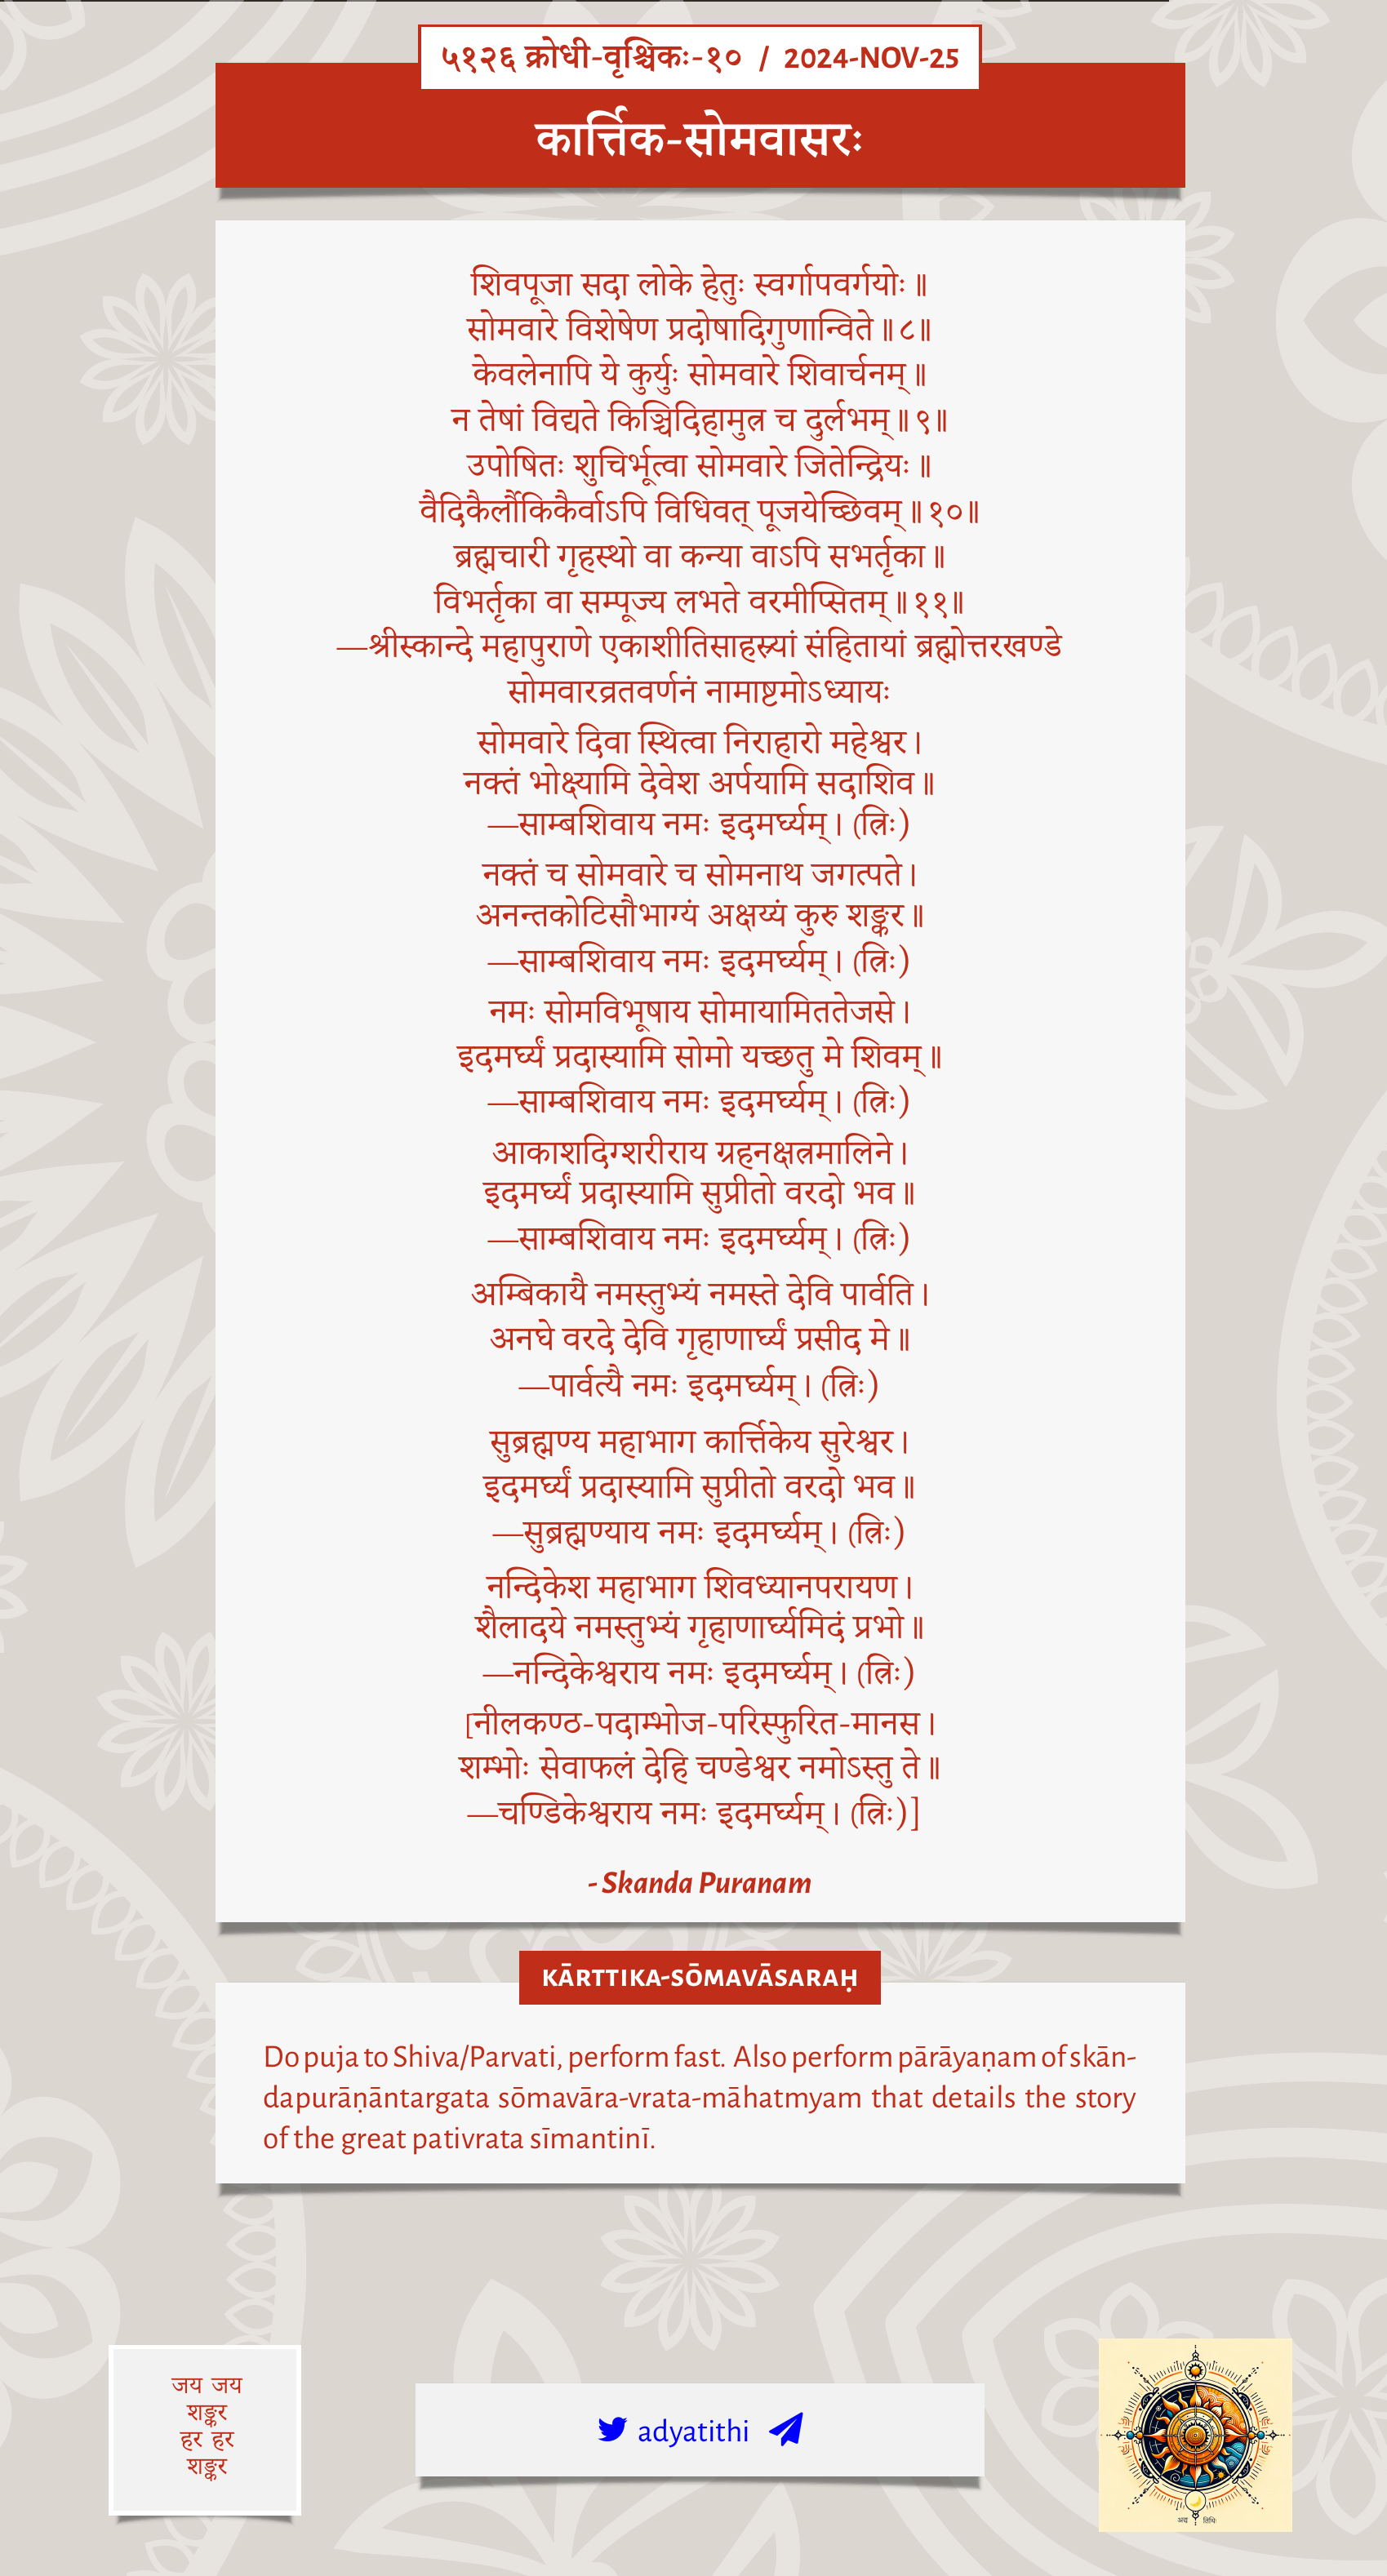 ५१२६ क्रोधी-वृश्चिकः-१० / 2024-NOV-25
कार्त्तिक-सोमवासरः
शिवपूजा सदा लोके हेतुः स्वर्गापवर्गयोः॥
सोमवारे विशेषेण प्रदोषादिगुणान्विते॥८॥
केवलेनापि ये कुर्युः सोमवारे शिवार्चनम्॥
न तेषां विद्यते किञ्चिदिहामुत्र च दुर्लभम्॥९॥
उपोषितः शुचिर्भूत्वा सोमवारे जितेन्द्रियः॥
वैदिकैर्लौकिकैर्वाऽपि विधिवत् पूजयेच्छिवम्॥१०॥
ब्रह्मचारी गृहस्थो वा कन्या वाऽपि सभर्तृका॥
विभर्तृका वा सम्पूज्य लभते वरमीप्सितम्॥११॥
—श्रीस्कान्दे महापुराणे एकाशीतिसाहस्र्यां संहितायां ब्रह्मोत्तरखण्डे
सोमवारव्रतवर्णनं नामाष्टमोऽध्यायः
सोमवारे दिवा स्थित्वा निराहारो महेश्वर।
नक्तं भोक्ष्यामि देवेश अर्पयामि सदाशिव॥
—साम्बशिवाय नमः इदमर्घ्यम्। (त्रिः)
नक्तं च सोमवारे च सोमनाथ जगत्पते।
अनन्तकोटिसौभाग्यं अक्षय्यं कुरु शङ्कर॥
—साम्बशिवाय नमः इदमर्घ्यम्। (त्रिः)
नमः सोमविभूषाय सोमायामिततेजसे।
इदमर्घ्यं प्रदास्यामि सोमो यच्छतु मे शिवम्॥
—साम्बशिवाय नमः इदमर्घ्यम्। (त्रिः)
आकाशदिग्शरीराय ग्रहनक्षत्रमालिने।
इदमर्घ्यं प्रदास्यामि सुप्रीतो वरदो भव॥
—साम्बशिवाय नमः इदमर्घ्यम्। (त्रिः)
अम्बिकायै नमस्तुभ्यं नमस्ते देवि पार्वति।
अनघे वरदे देवि गृहाणार्घ्यं प्रसीद मे॥
—पार्वत्यै नमः इदमर्घ्यम्। (त्रिः)
सुब्रह्मण्य महाभाग कार्त्तिकेय सुरेश्वर।
इदमर्घ्यं प्रदास्यामि सुप्रीतो वरदो भव॥
—सुब्रह्मण्याय नमः इदमर्घ्यम्। (त्रिः)
नन्दिकेश महाभाग शिवध्यानपरायण।
शैलादये नमस्तुभ्यं गृहाणार्घ्यमिदं प्रभो॥
—नन्दिकेश्वराय नमः इदमर्घ्यम्। (त्रिः)
[नीलकण्ठ-पदाम्भोज-परिस्फुरित-मानस।
शम्भोः सेवाफलं देहि चण्डेश्वर नमोऽस्तु ते॥
—चण्डिकेश्वराय नमः इदमर्घ्यम्। (त्रिः)]
- Skanda Puranam
KĀRTTIKA-SŌMAVĀSARAḤ
Do puja to Shiva/Parvati, perform fast. Also perform pārāyaṇam of skān-
dapurāṇāntargata sōmavāra-vrata-māhatmyam that details the story
of the great pativrata sīmantinī.
जय जय
शङ्कर
हर हर
शङ्कर
adyatithi
अद्य तिथिः